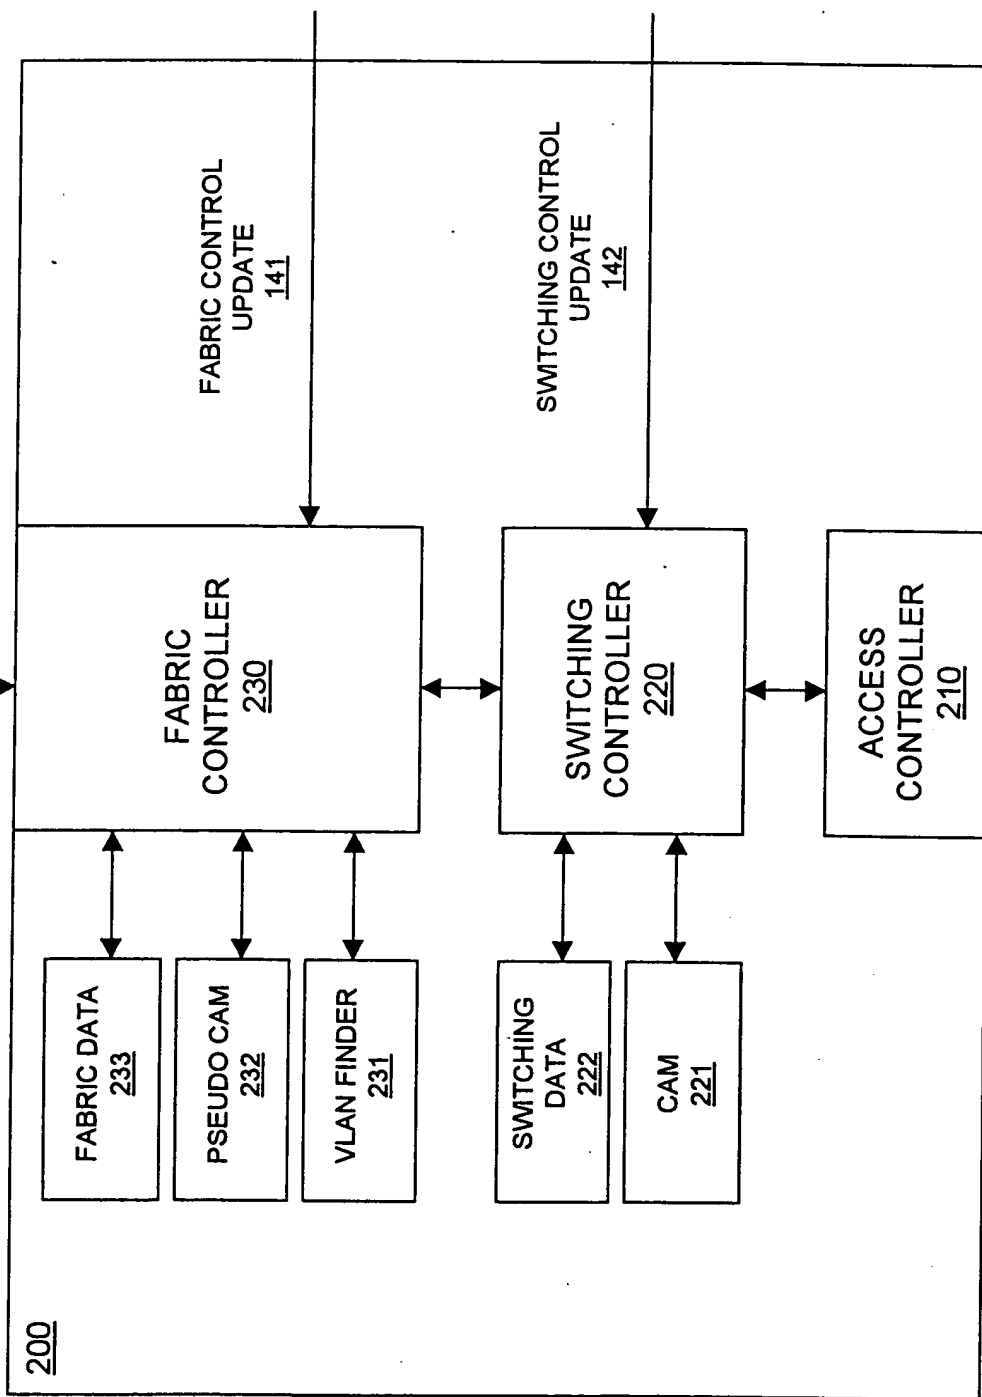 200
FABRIC DATA
233
PSEUDO CAM
232
VLAN FINDER
231
FABRIC
CONTROLLER
230
FABRIC CONTROL
UPDATE
141
SWITCHING
DATA
222
CAM
221
SWITCHING
CONTROLLER
220
SWITCHING CONTROL
UPDATE
142
ACCESS
CONTROLLER
210